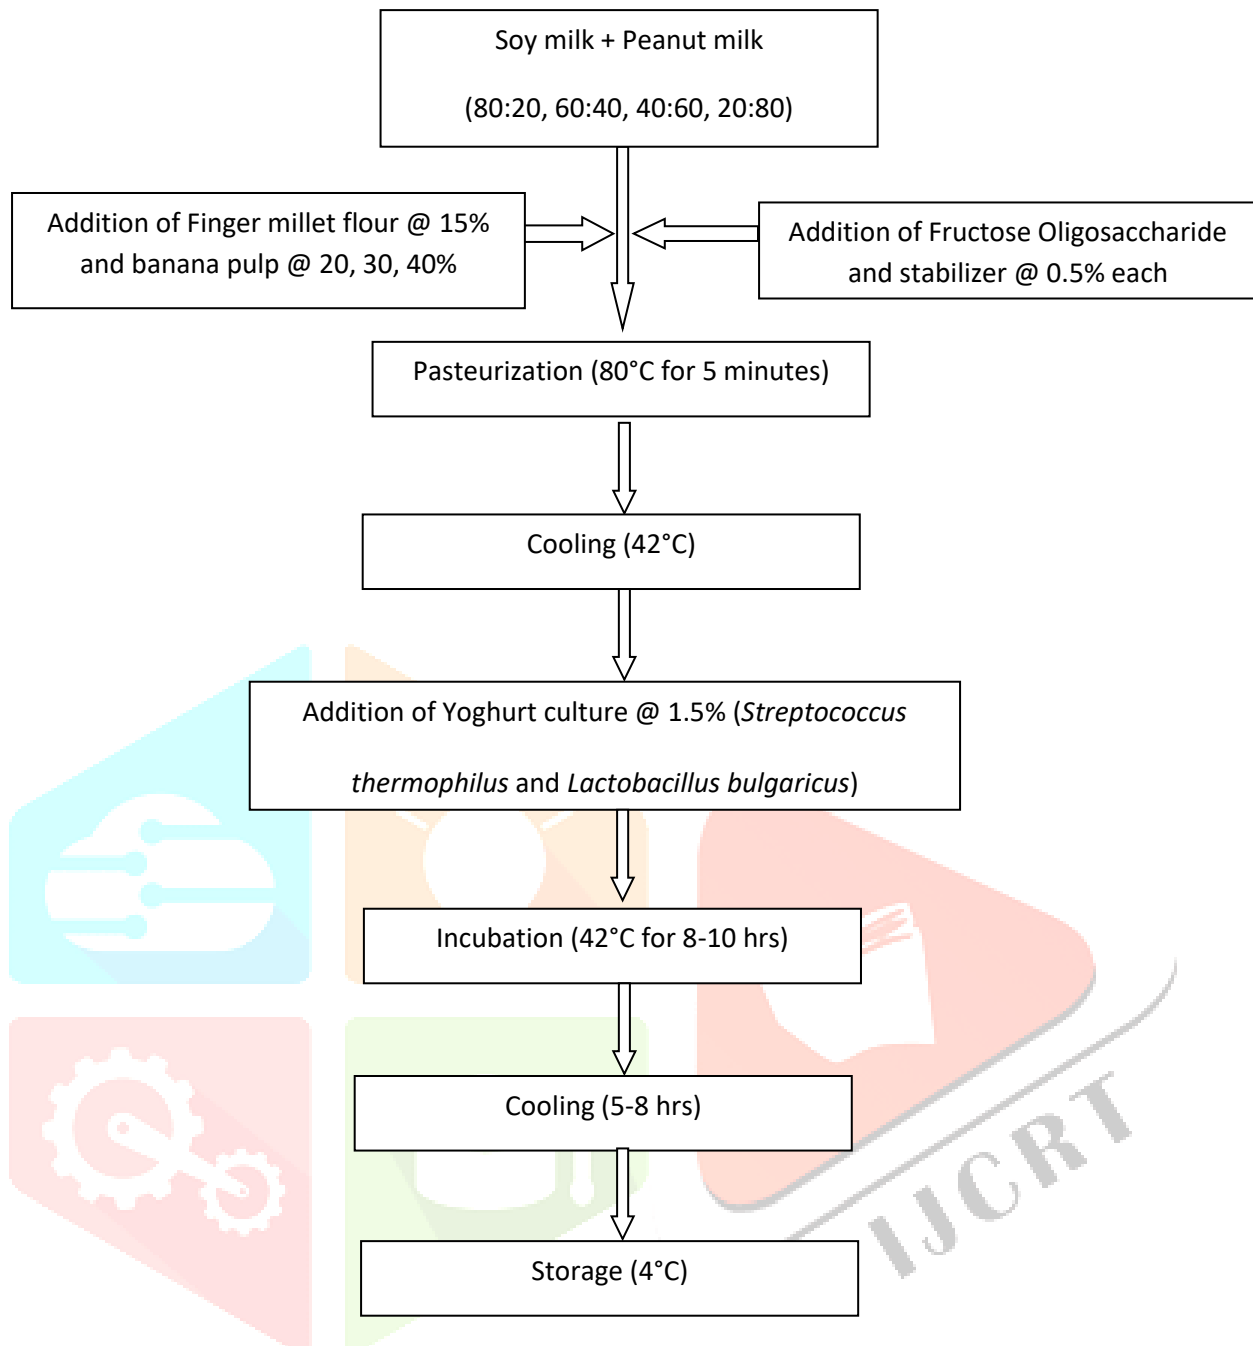 Soy milk + Peanut milk
(80:20, 60:40, 40:60, 20:80)
Addition of Finger millet flour @ 15%
and banana pulp @ 20, 30, 40%
Addition of Fructose Oligosaccharide
and stabilizer @ 0.5% each
Pasteurization (80°C for 5 minutes)
Cooling (42°C)
Addition of Yoghurt culture @ 1.5% (Streptococcus
thermophilus and Lactobacillus bulgaricus)
Incubation (42°C for 8-10 hrs)
Cooling (5-8 hrs)
Storage (4°C)
IJCRT